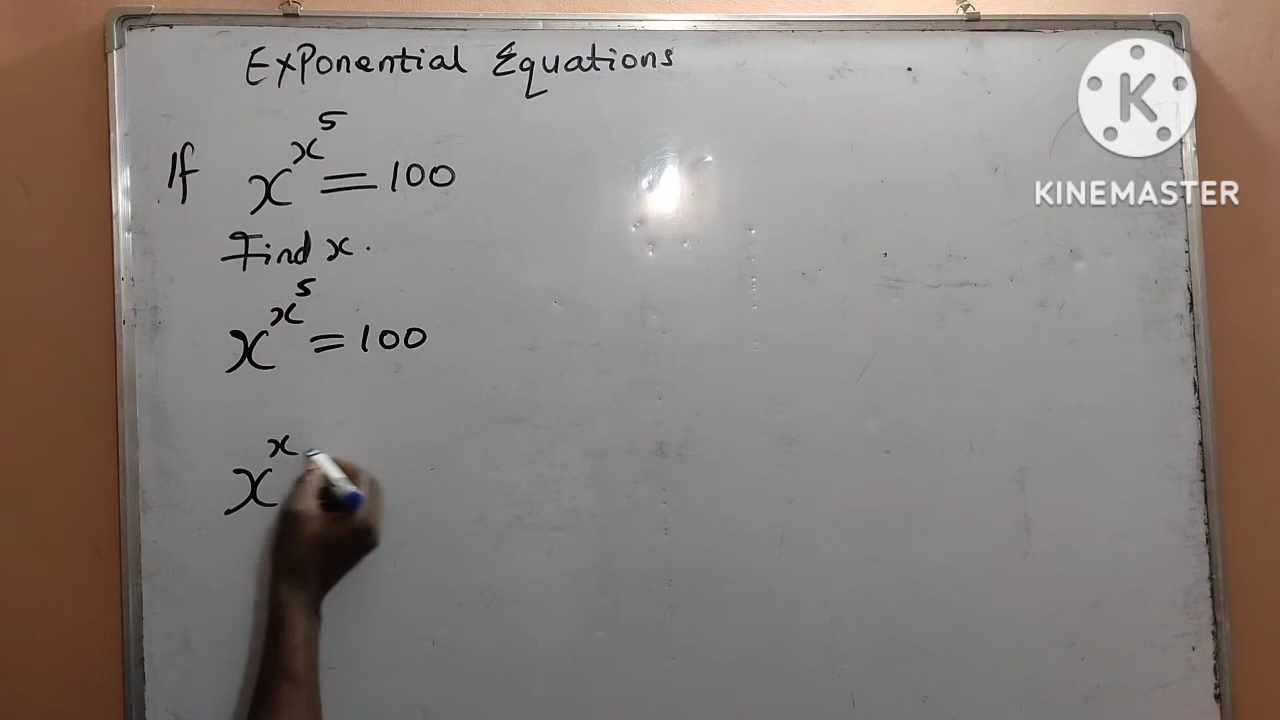 Exponential Equations
If x^x^5 = 100
Find x.
x^x^5 = 100
x^x
K
KINEMASTER